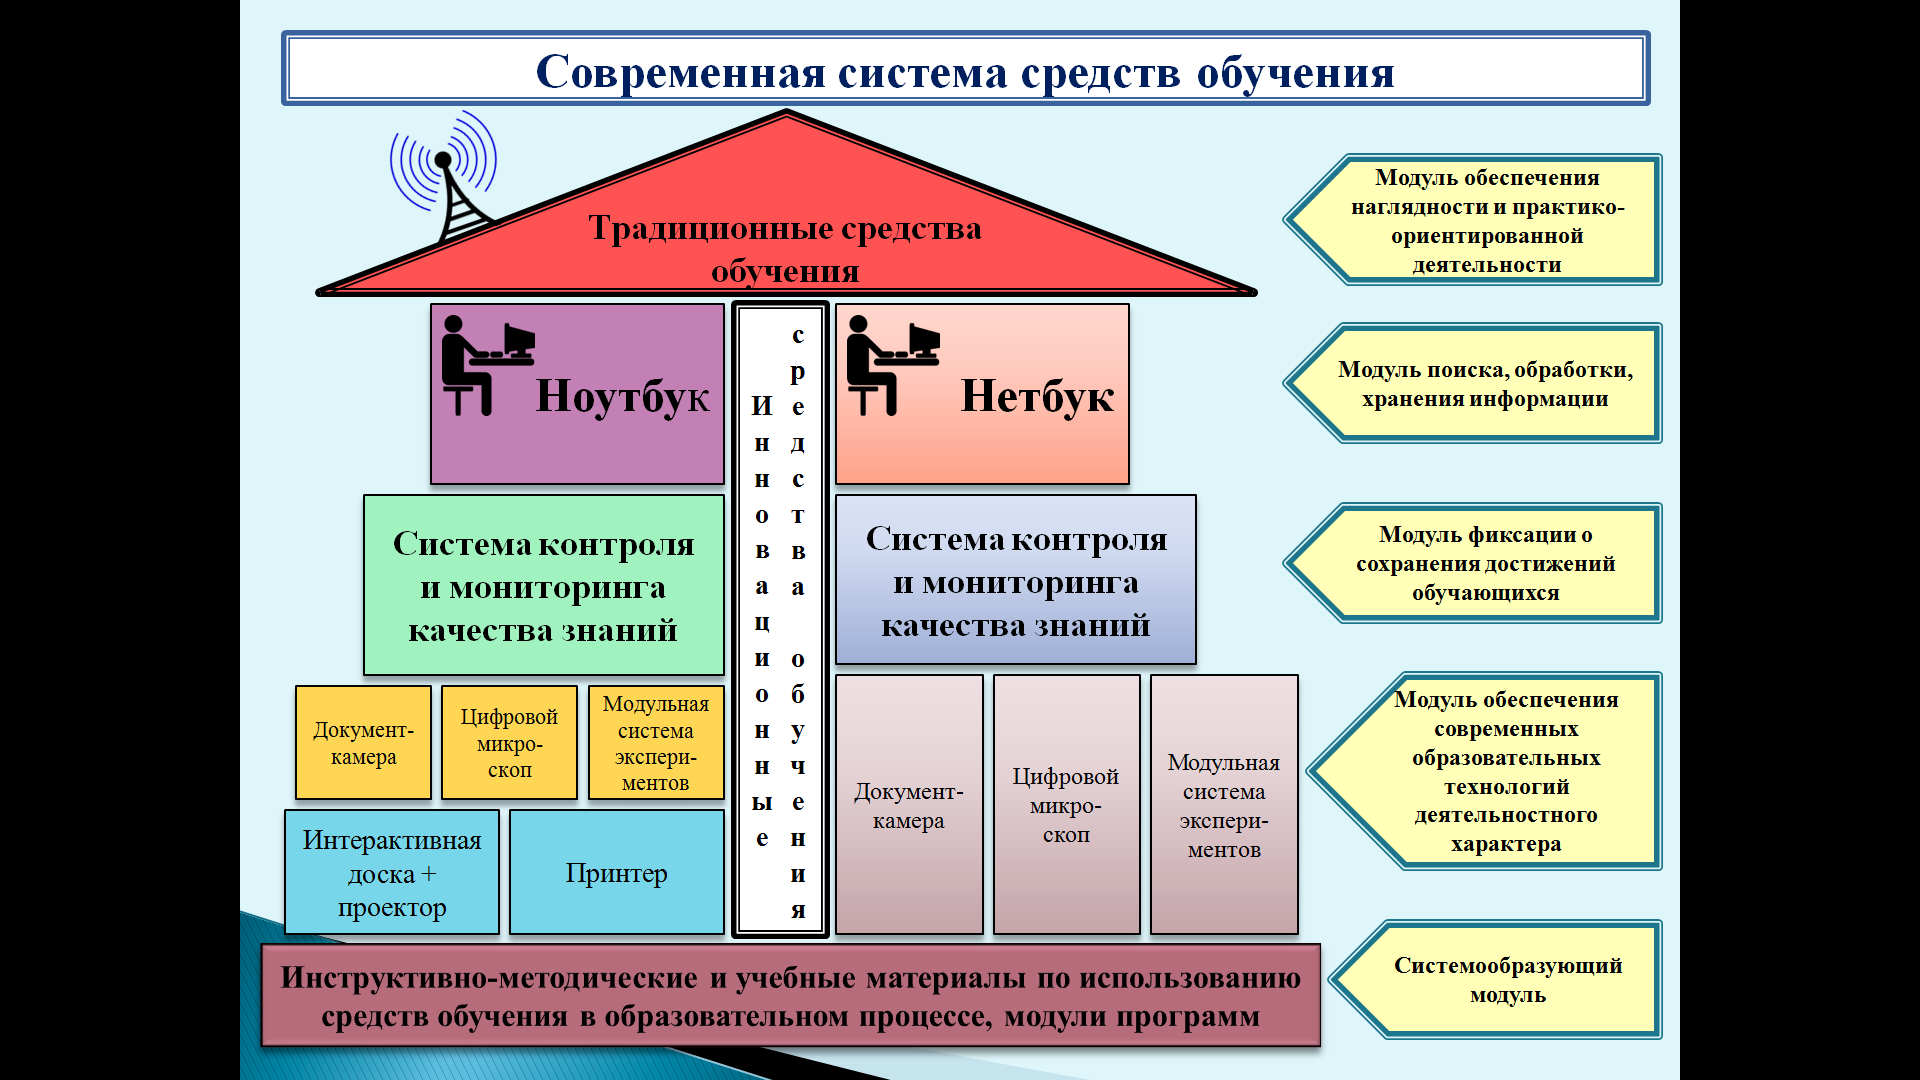 Современная система средств обучения
Традиционные средства
обучения
Модуль обеспечения
наглядности и практико-
ориентированной
деятельности
Ноутбук
Инновационные
средства обучения
Нетбук
Модуль поиска, обработки,
хранения информации
Система контроля
и мониторинга
качества знаний
Система контроля
и мониторинга
качества знаний
Модуль фиксации о
сохранения достижений
обучающихся
Документ-
камера
Цифровой
микро-
скоп
Модульная
система
экспери-
ментов
Документ-
камера
Цифровой
микро-
скоп
Модульная
система
экспери-
ментов
Модуль обеспечения
современных
образовательных
технологий
деятельностного
характера
Интерактивная
доска +
проектор
Принтер
Инструктивно-методические и учебные материалы по использованию
средств обучения в образовательном процессе, модули программ
Системообразующий
модуль